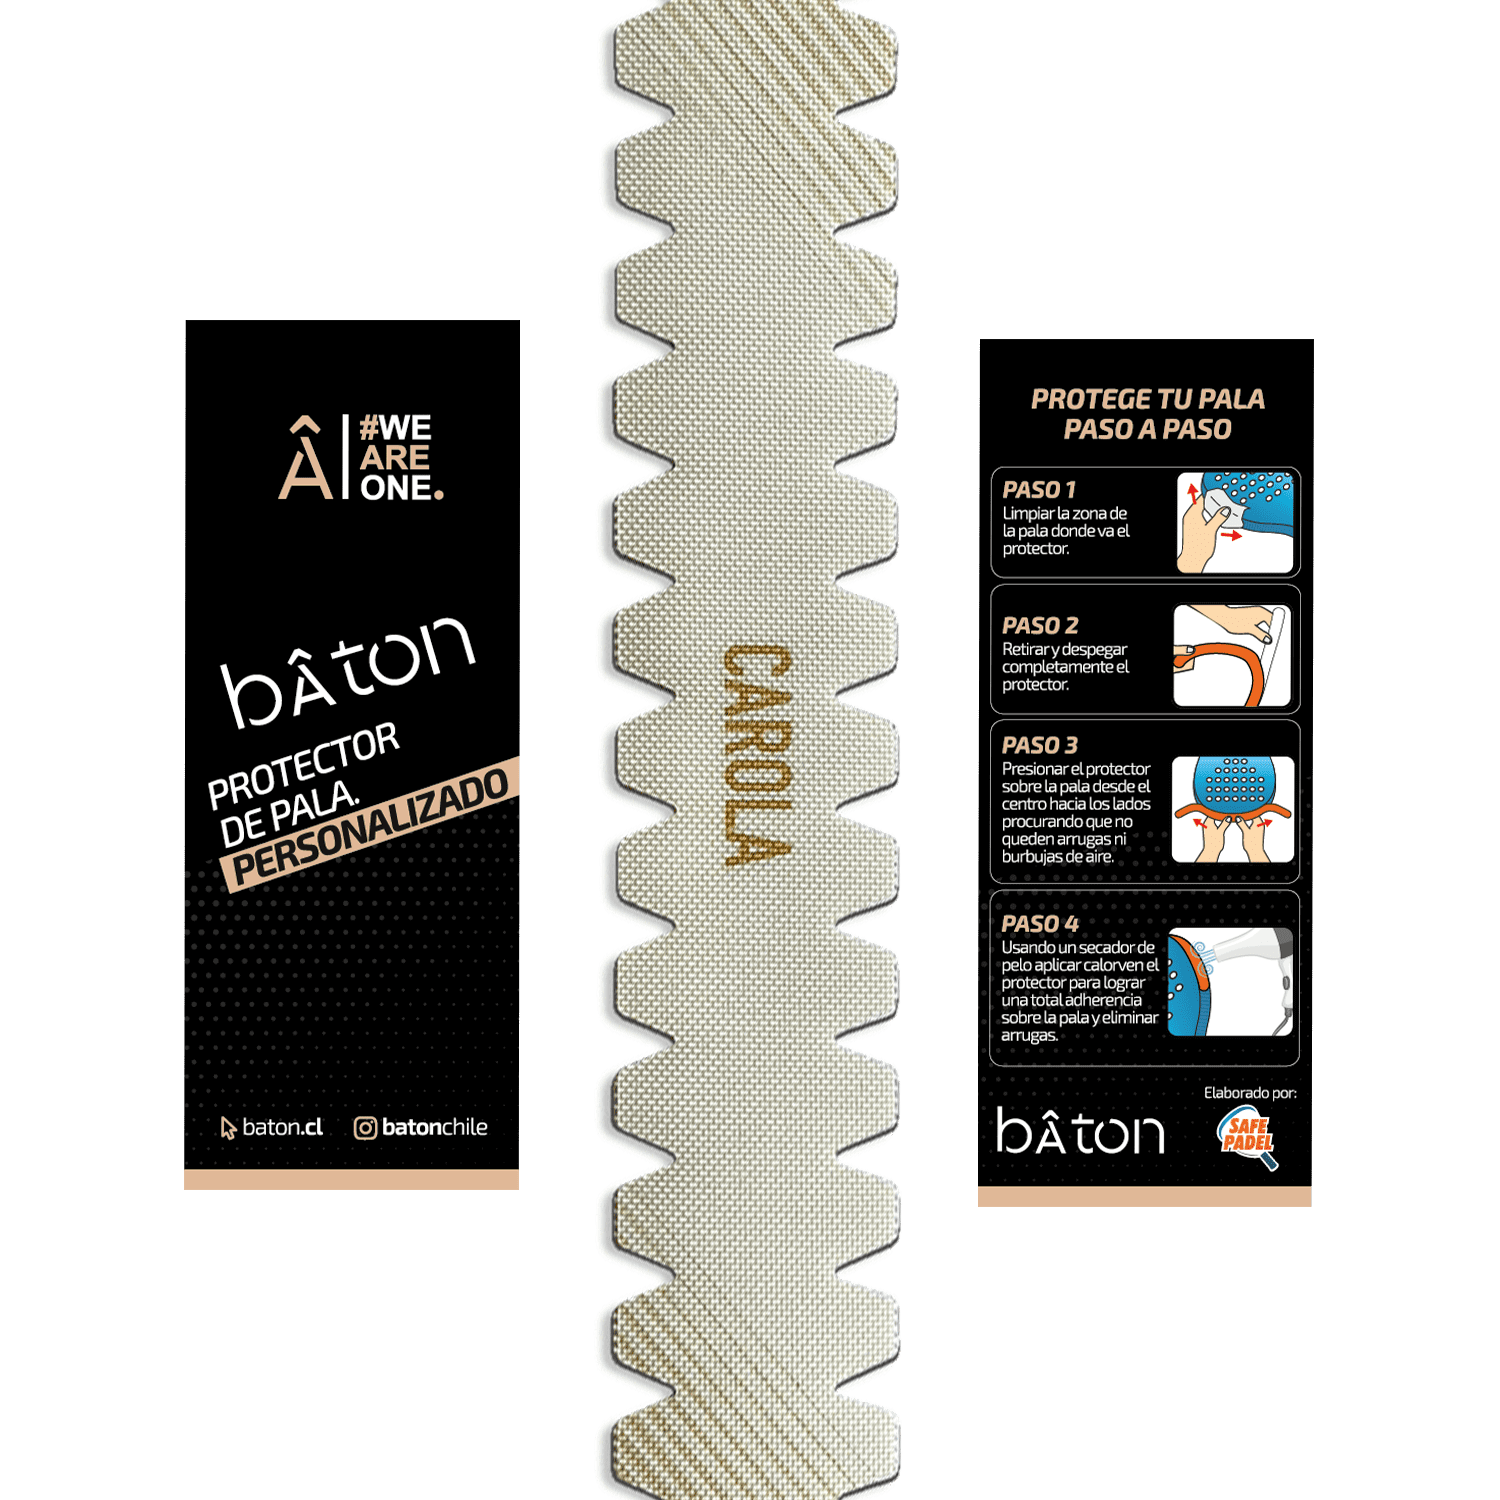 Â
#WE
ARE
ONE.
bâton
PROTECTOR
DE PALA.
PERSONALIZADO
baton.cl
batonchile
CAROLA
PROTEGE TU PALA
PASO A PASO
PASO 1
Limpiar la zona de
la pala donde va el
protector.
PASO 2
Retirar y despegar
completamente el
protector.
PASO 3
Presionar el protector
sobre la pala desde el
centro hacia los lados
procurando que no
queden arrugas ni
burbujas de aire.
PASO 4
Usando un secador de
pelo aplicar calorven el
protector para lograr
una total adherencia
sobre la pala y eliminar
arrugas.
Elaborado por:
bâton
SAFE
PADEL